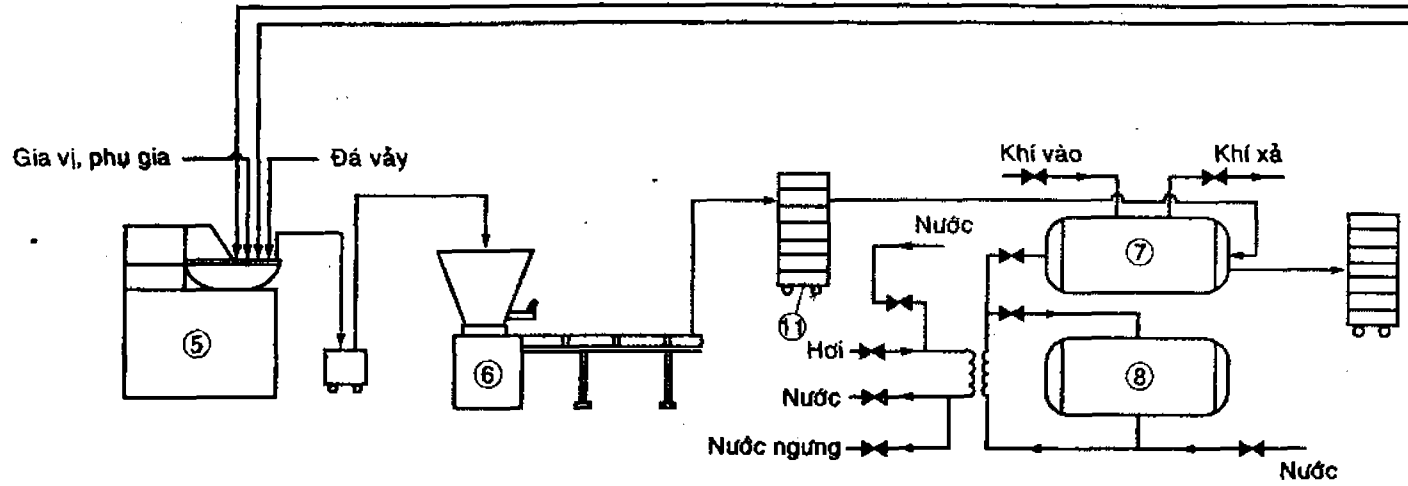 Gia vị, phụ gia
Đá vảy
Khí vào
Khí xả
Nước
⑦
⑤
⑪
⑥
Hơi
⑧
Nước
Nước ngưng
Nước